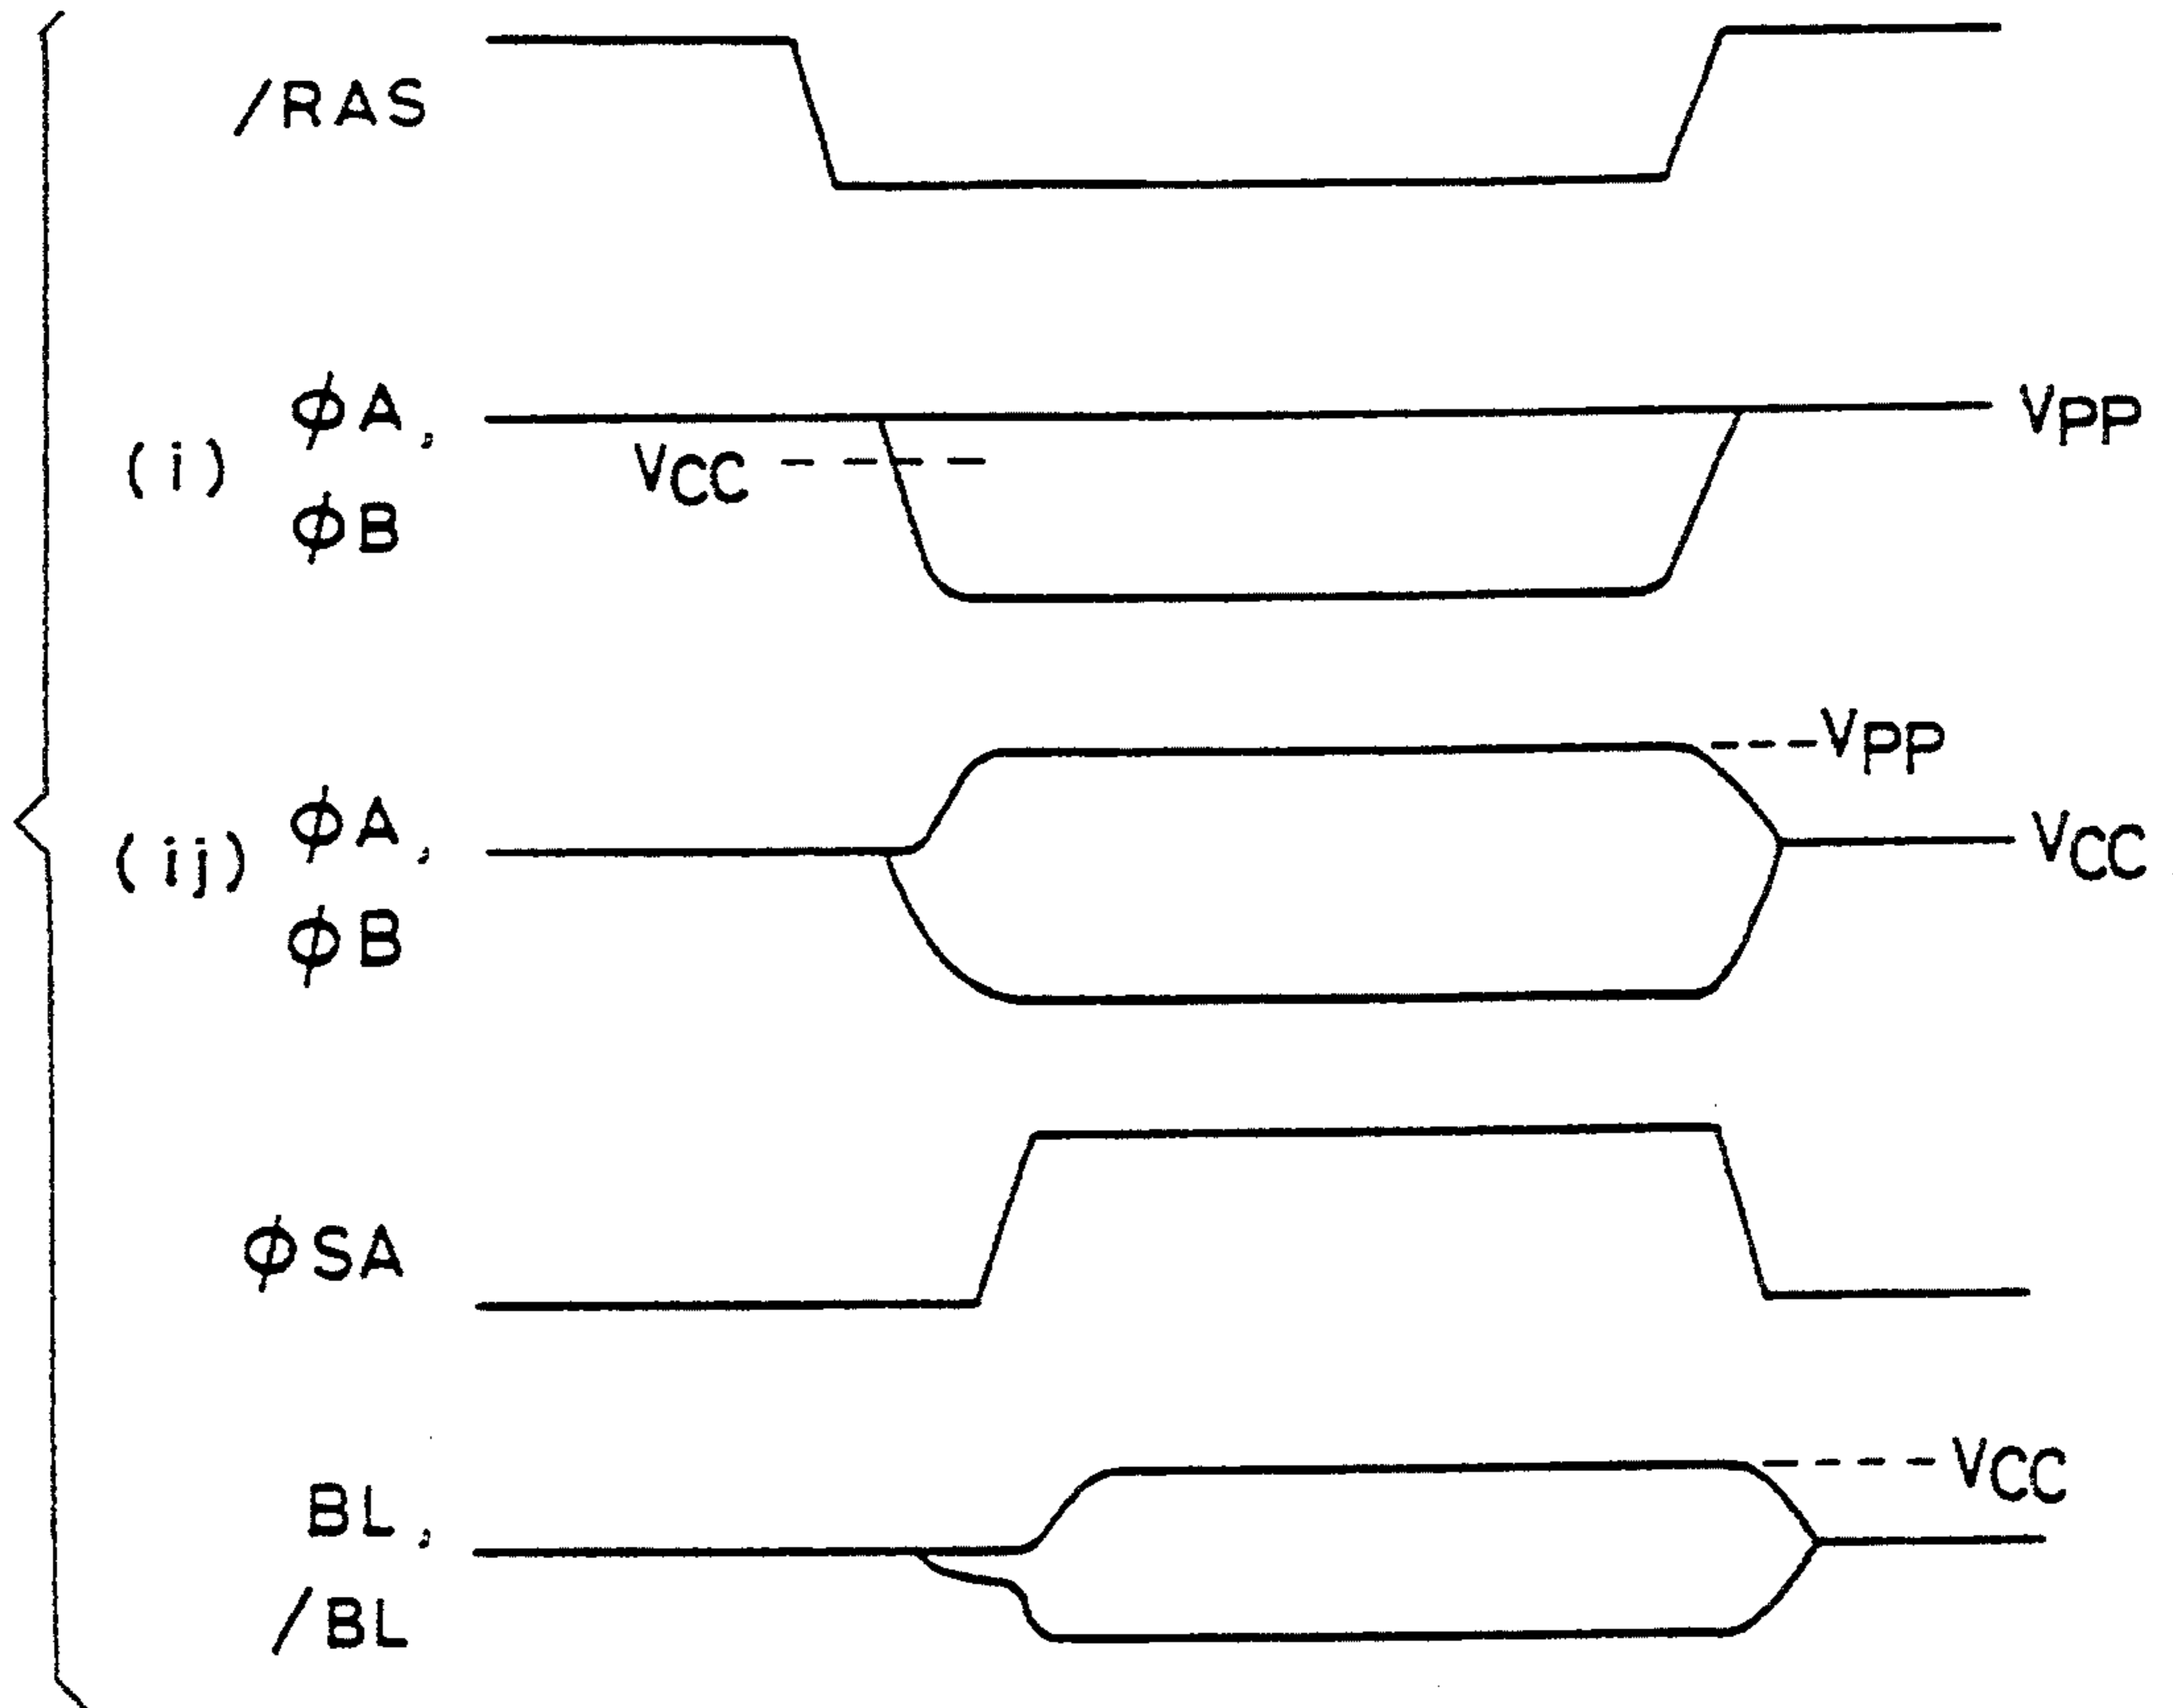 /RAS
(i) ϕA,
ϕB
VCC
VPP
(ij) ϕA,
ϕB
VPP
VCC
ϕSA
BL,
/BL
VCC